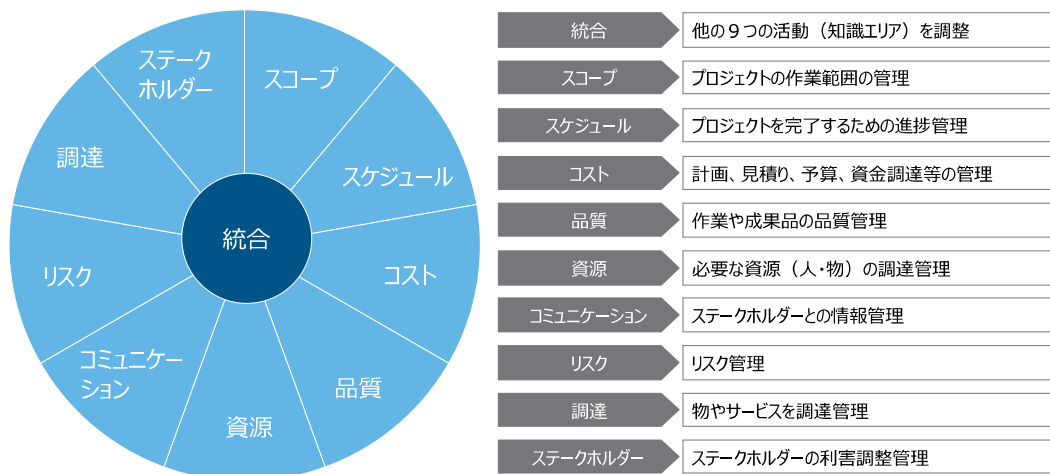 ステーク
ホルダー
スコープ
調達
スケジュール
統合
リスク
コスト
コミュニケー
ション
品質
資源
統合 他の９つの活動（知識エリア）を調整
スコープ プロジェクトの作業範囲の管理
スケジュール プロジェクトを完了するための進捗管理
コスト 計画、見積り、予算、資金調達等の管理
品質 作業や成果品の品質管理
資源 必要な資源（人・物）の調達管理
コミュニケーション ステークホルダーとの情報管理
リスク リスク管理
調達 物やサービスを調達管理
ステークホルダー ステークホルダーの利害調整管理